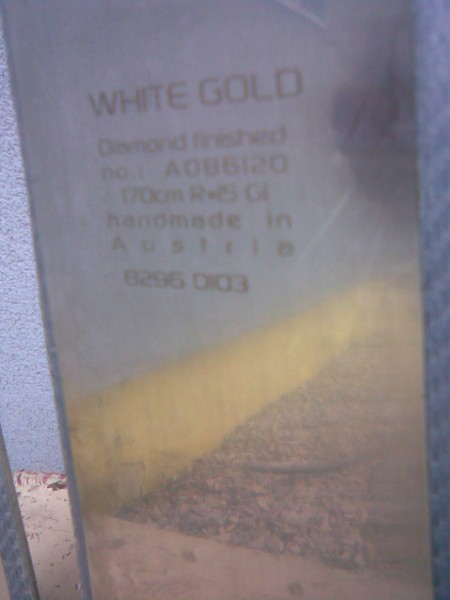 WHITE GOLD
Diamond finished
no.: A086120
170cm R=15 GI
handmade in
Austria
8296 0103